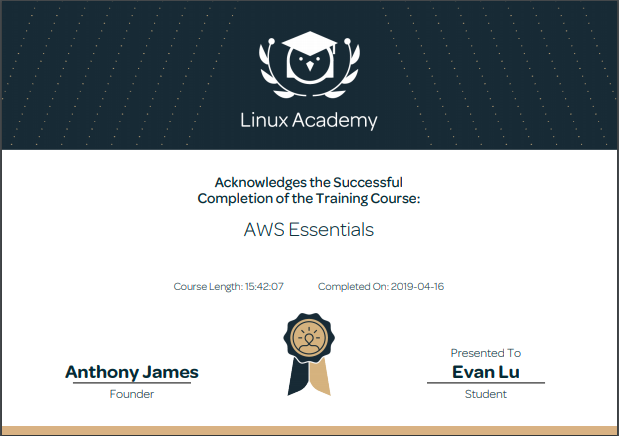 Linux Academy
Acknowledges the Successful
Completion of the Training Course:
AWS Essentials
Course Length: 15:42:07 Completed On: 2019-04-16
Anthony James
Founder
Presented To
Evan Lu
Student